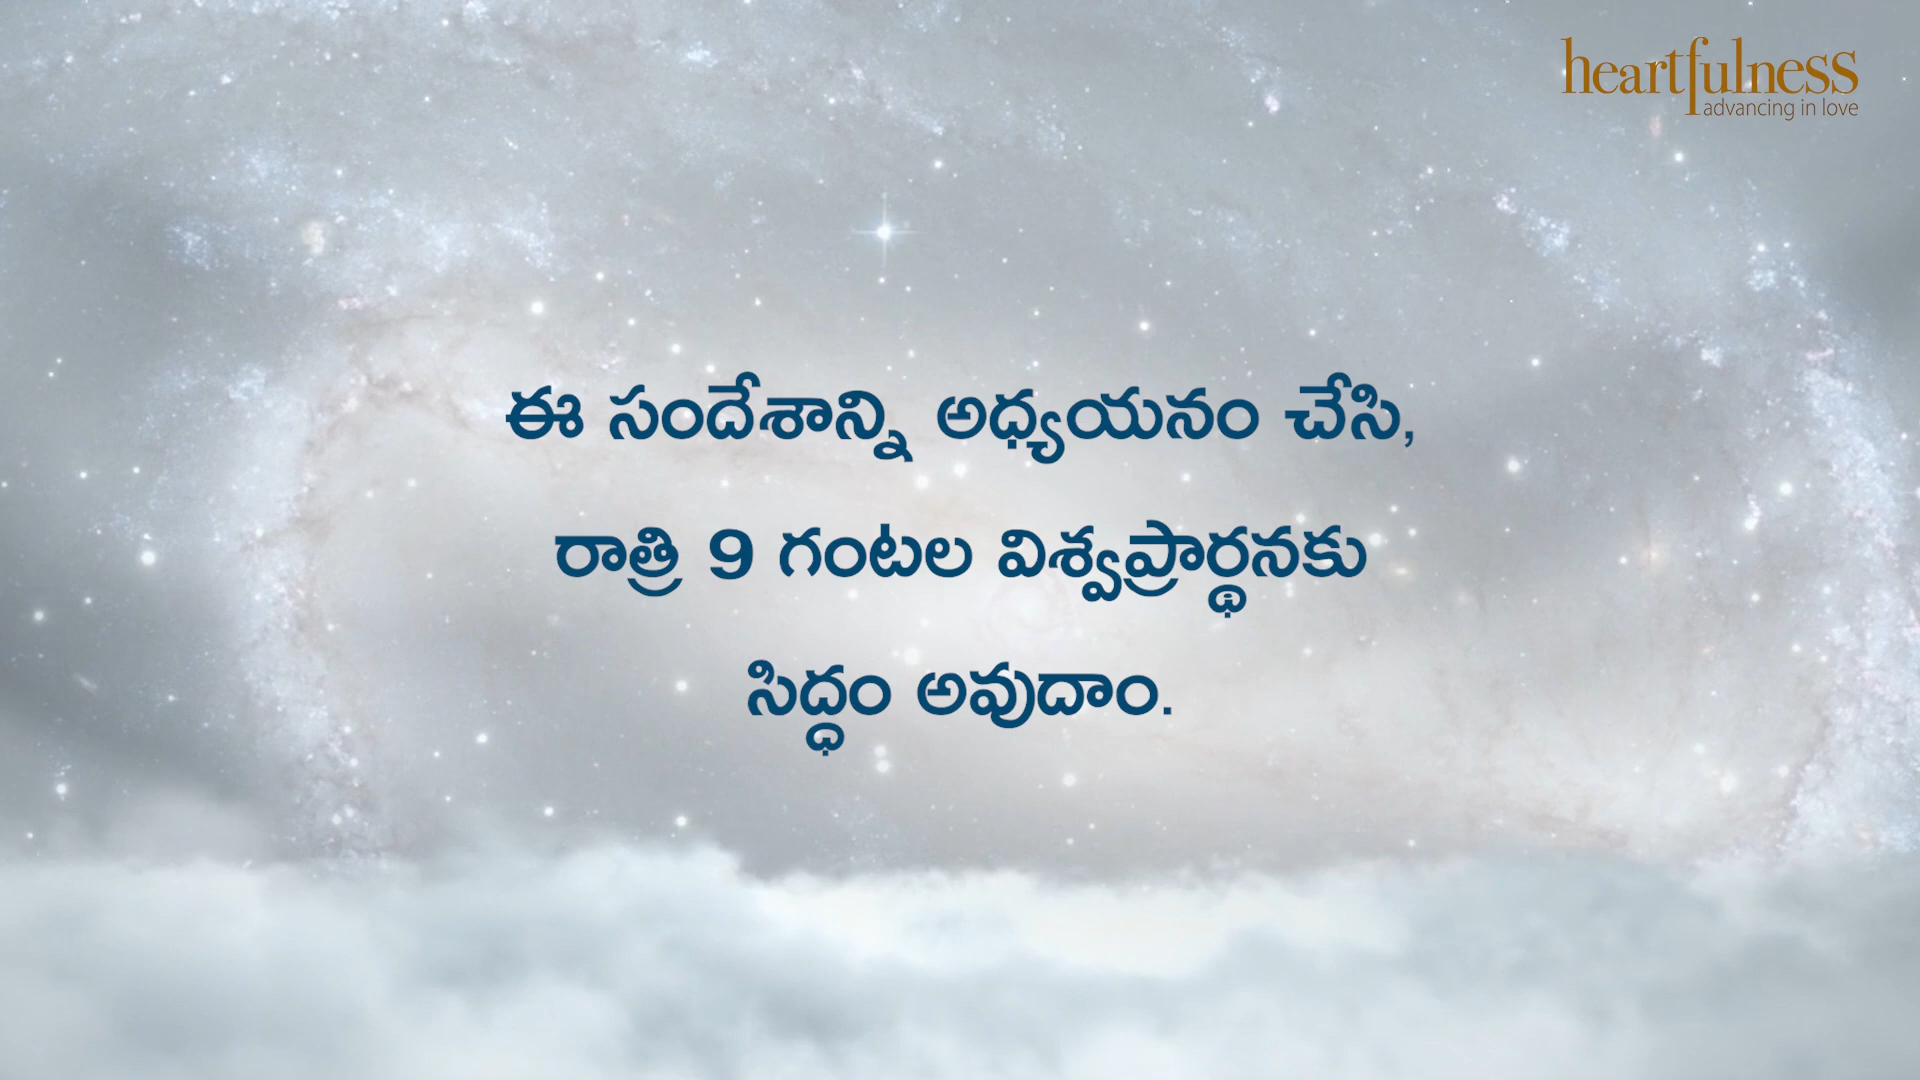 heartfulness
advancing in love
ఈ సందేశాన్ని అధ్యయనం చేసి,
రాత్రి 9 గంటల విశ్వప్రార్థనకు
సిద్ధం అవుదాం.